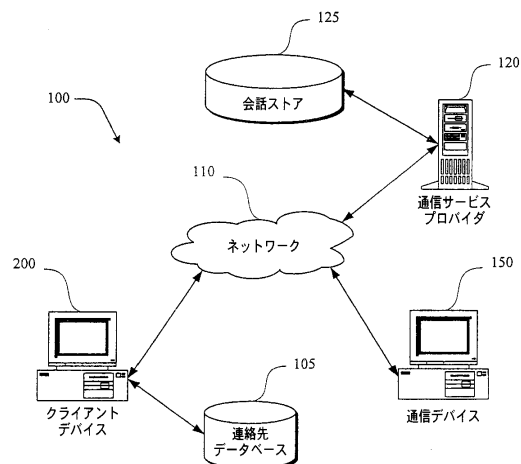 125
会話ストア
120
100
通信サービス
プロバイダ
110
ネットワーク
200
150
クライアント
デバイス
105
連絡先
データベース
通信デバイス